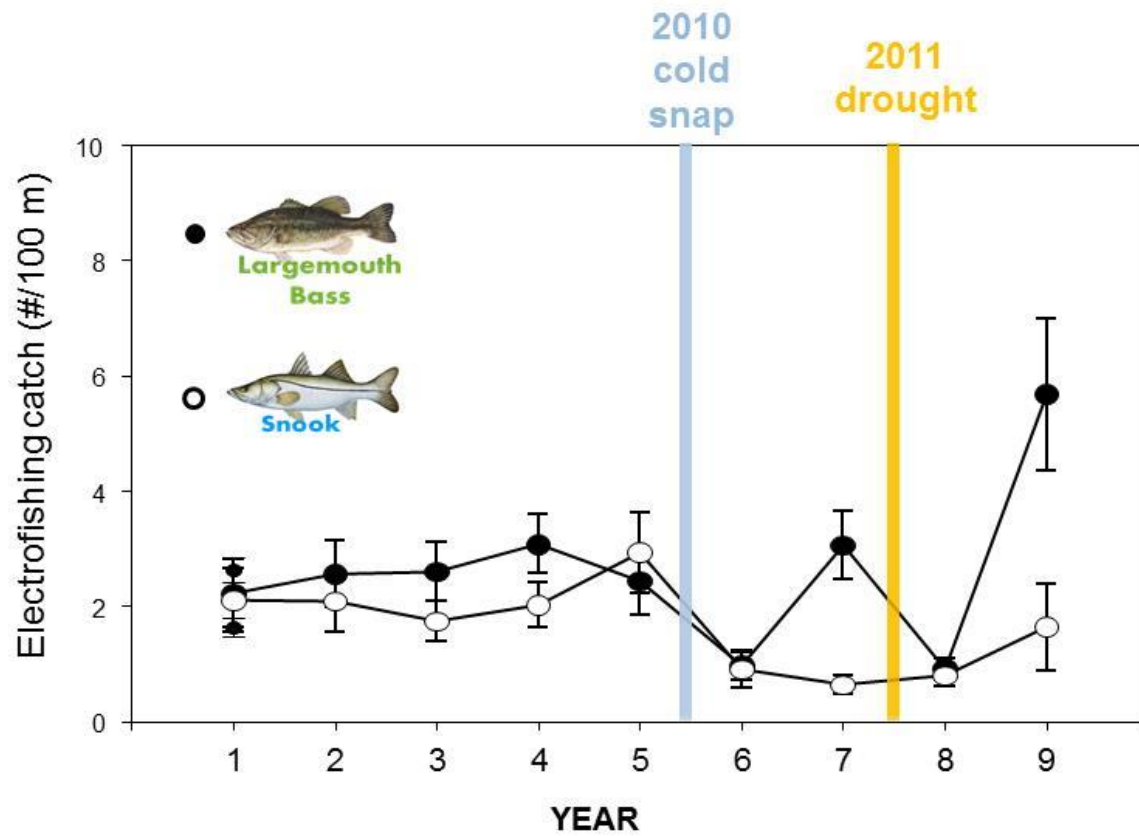 2010
cold
snap
2011
drought
Electrofishing catch (#/100 m)
10
8
6
4
2
0
Largemouth
Bass
Snook
1 2 3 4 5 6 7 8 9
YEAR